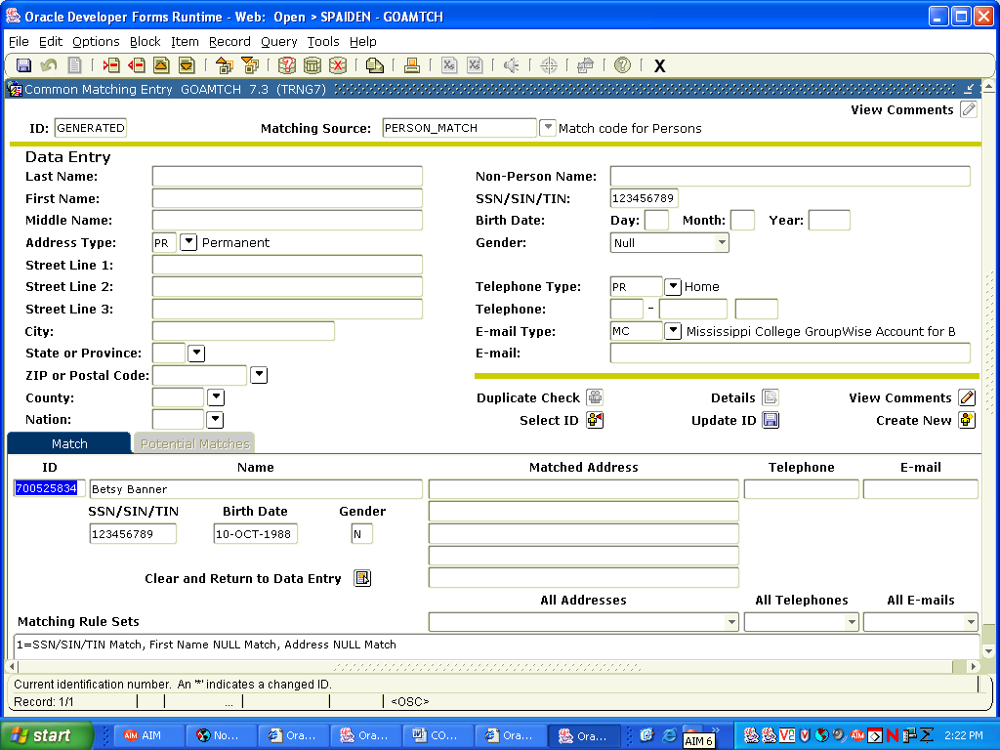 Oracle Developer Forms Runtime - Web: Open > SPAIDEN - GOAMTCH
File Edit Options Block Item Record Query Tools Help
X
Common Matching Entry GOAMTCH 7.3 (TRNG7)
View Comments
ID: GENERATED Matching Source: PERSON_MATCH Match code for Persons
Data Entry
Last Name: Non-Person Name:
First Name: SSN/SIN/TIN: 123456789
Middle Name: Birth Date: Day: Month: Year:
Address Type: PR Permanent Gender: Null
Street Line 1:
Street Line 2: Telephone Type: PR Home
Street Line 3: Telephone: -
City: E-mail Type: MC Mississippi College GroupWise Account for B
State or Province: E-mail:
ZIP or Postal Code:
County: Duplicate Check Details View Comments
Nation: Select ID Update ID Create New
Match Potential Matches
ID Name Matched Address Telephone E-mail
700525834 Betsy Banner
SSN/SIN/TIN Birth Date Gender
123456789 10-OCT-1988 N
Clear and Return to Data Entry
All Addresses All Telephones All E-mails
Matching Rule Sets
1=SSN/SIN/TIN Match, First Name NULL Match, Address NULL Match
Current identification number. An '*' indicates a changed ID.
Record: 1/1 ... <OSC>
start AIM No... Ora... Ora... CO... Ora... Ora... AIM 6 2:22 PM